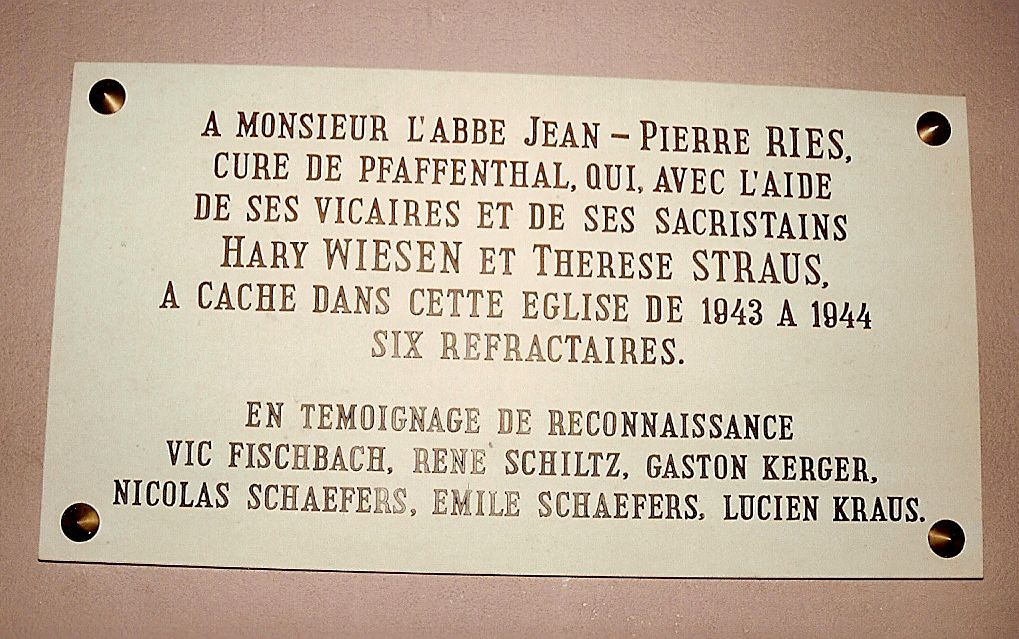 A MONSIEUR L'ABBE JEAN – PIERRE RIES,
CURE DE PFAFFENTHAL, QUI, AVEC L'AIDE
DE SES VICAIRES ET DE SES SACRISTAINS
HARY WIESEN ET THERESE STRAUS,
A CACHE DANS CETTE EGLISE DE 1943 A 1944
SIX REFRACTAIRES.
EN TEMOIGNAGE DE RECONNAISSANCE
VIC FISCHBACH, RENE SCHILTZ, GASTON KERGER,
NICOLAS SCHAEFERS, EMILE SCHAEFERS, LUCIEN KRAUS.